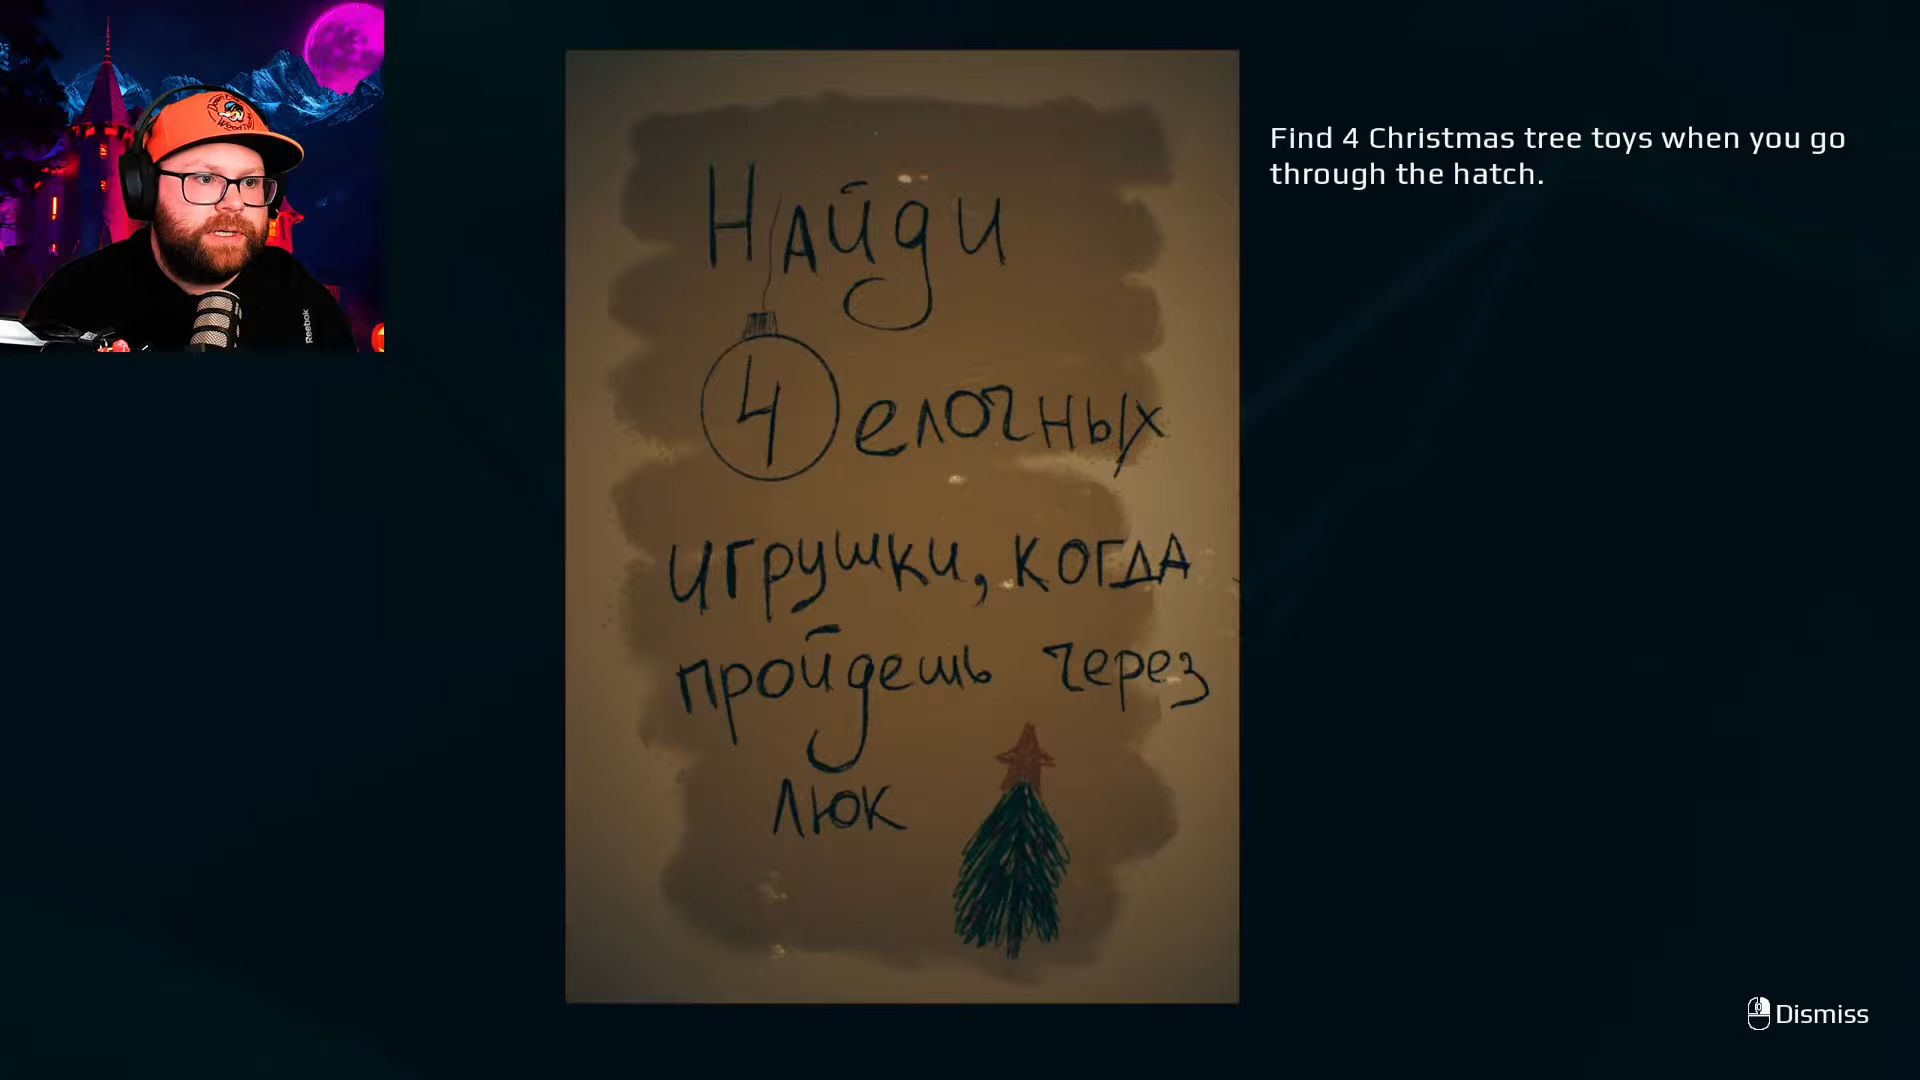 Find 4 Christmas tree toys when you go
through the hatch.
Найди
4 елочных
игрушки, когда
пройдешь через
люк
Reebok
Dismiss